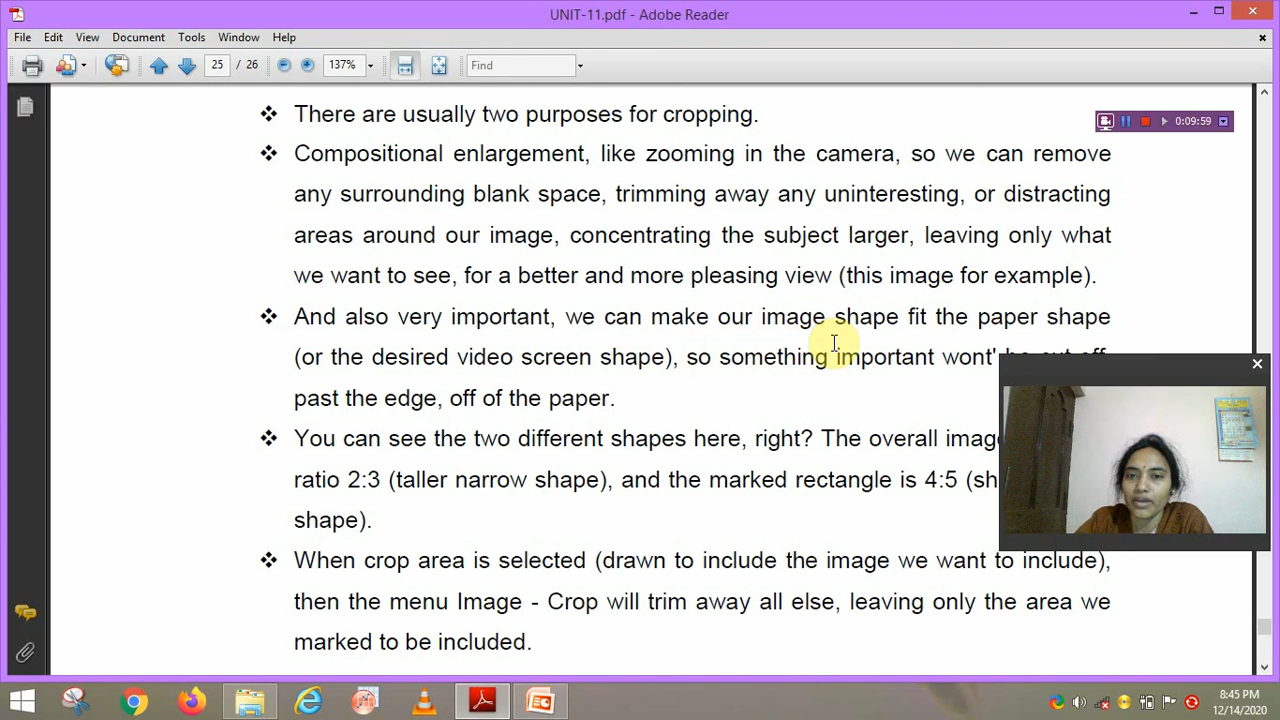 UNIT-11.pdf - Adobe Reader
File Edit View Document Tools Window Help
25 / 26 137% Find
❖ There are usually two purposes for cropping.
0:09:59
❖ Compositional enlargement, like zooming in the camera, so we can remove
any surrounding blank space, trimming away any uninteresting, or distracting
areas around our image, concentrating the subject larger, leaving only what
we want to see, for a better and more pleasing view (this image for example).
❖ And also very important, we can make our image shape fit the paper shape
(or the desired video screen shape), so something important wont'
past the edge, off of the paper.
❖ You can see the two different shapes here, right? The overall
ratio 2:3 (taller narrow shape), and the marked rectangle is 4:5
shape).
❖ When crop area is selected (drawn to include the image we want to include),
then the menu Image - Crop will trim away all else, leaving only the area we
marked to be included.
8:45 PM
12/14/2020